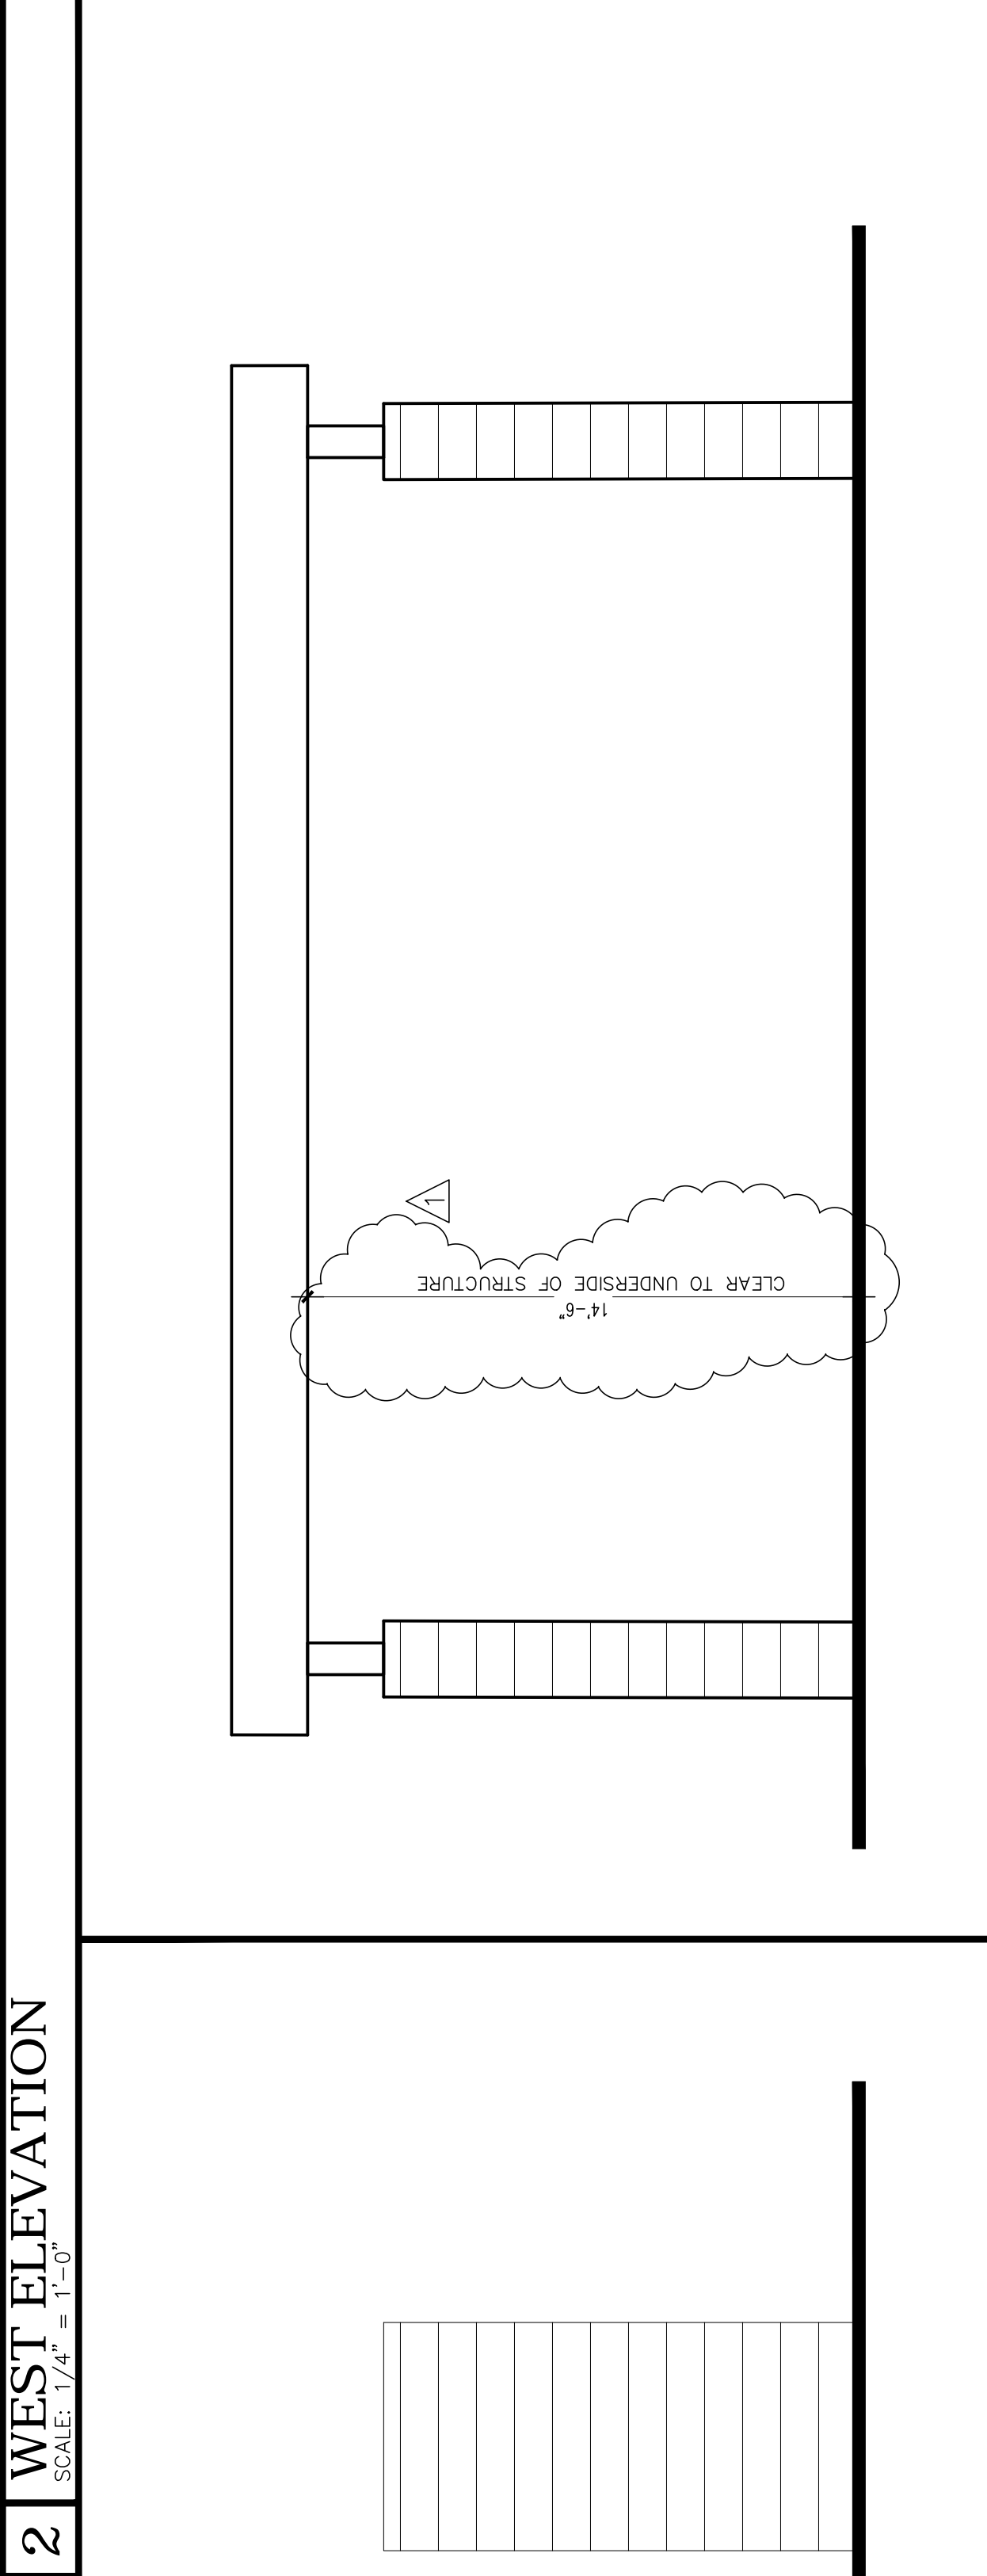 2
WEST ELEVATION
SCALE: 1/4" = 1'-0"
1
14'-6"
CLEAR TO UNDERSIDE OF STRUCTURE